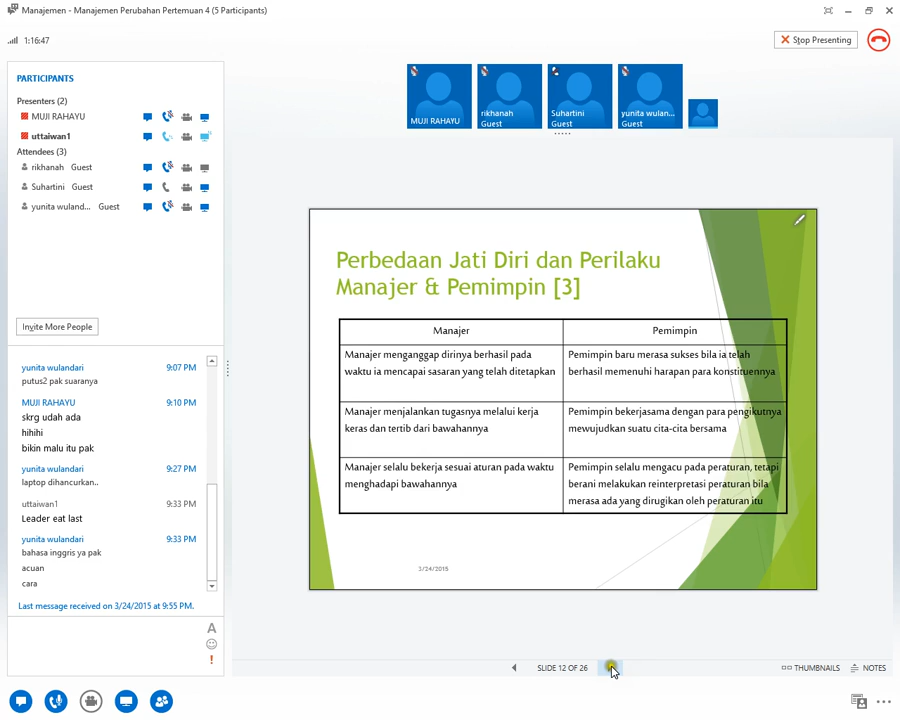 Manajemen - Manajemen Perubahan Pertemuan 4 (5 Participants)
1:16:47
Stop Presenting
PARTICIPANTS
Presenters (2)
MUJI RAHAYU
uttaiwan1
Attendees (3)
rikhanah Guest
Suhartini Guest
yunita wuland... Guest
Invite More People
yunita wulandari 9:07 PM
putus2 pak suaranya
MUJI RAHAYU 9:10 PM
skrg udah ada
hihihi
bikin malu itu pak
yunita wulandari 9:27 PM
laptop dihancurkan..
uttaiwan1 9:33 PM
Leader eat last
yunita wulandari 9:33 PM
bahasa inggris ya pak
acuan
cara
Last message received on 3/24/2015 at 9:55 PM.
A
!
MUJI RAHAYU
rikhanah
Guest
Suhartini
Guest
yunita wulan...
Guest
Perbedaan Jati Diri dan Perilaku
Manajer & Pemimpin [3]
Manajer
Pemimpin
Manajer menganggap dirinya berhasil pada
waktu ia mencapai sasaran yang telah ditetapkan
Pemimpin baru merasa sukses bila ia telah
berhasil memenuhi harapan para konstituennya
Manajer menjalankan tugasnya melalui kerja
keras dan tertib dari bawahannya
Pemimpin bekerjasama dengan para pengikutnya
mewujudkan suatu cita-cita bersama
Manajer selalu bekerja sesuai aturan pada waktu
menghadapi bawahannya
Pemimpin selalu mengacu pada peraturan, tetapi
berani melakukan reinterpretasi peraturan bila
merasa ada yang dirugikan oleh peraturan itu
3/24/2015
SLIDE 12 OF 26
THUMBNAILS
NOTES